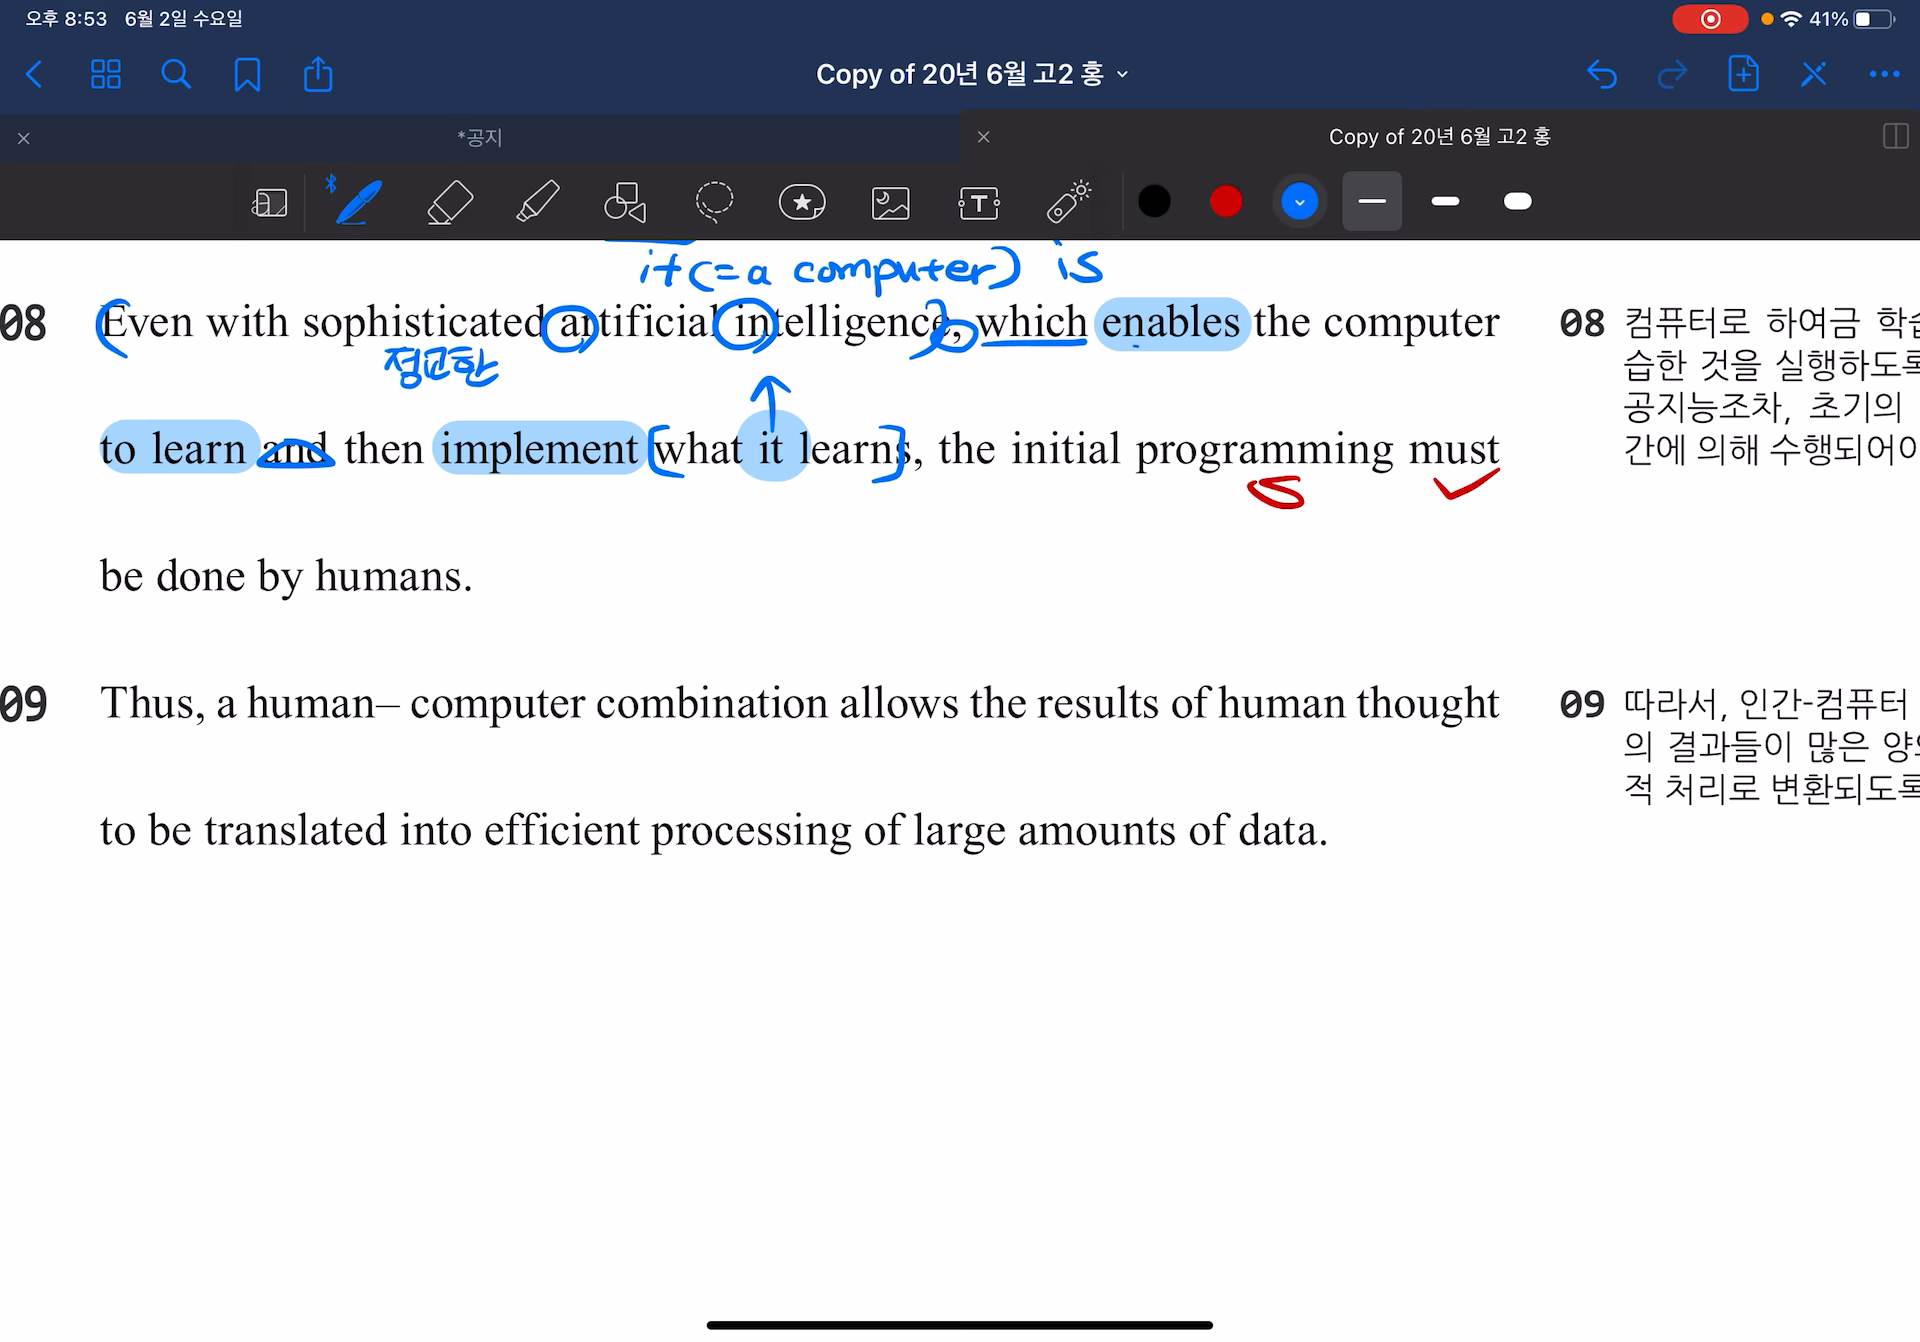 오후 8:53 6월 2일 수요일
41%
Copy of 20년 6월 고2 홍
*공지
Copy of 20년 6월 고2 홍
it(=a computer) is
08 Even with sophisticated artificial intelligence, which enables the computer
정교한
to learn and then implement what it learns, the initial programming must
S
be done by humans.
09 Thus, a human– computer combination allows the results of human thought
to be translated into efficient processing of large amounts of data.
08 컴퓨터로 하여금 학습
습한 것을 실행하도록
공지능조차, 초기의
간에 의해 수행되어야
09 따라서, 인간-컴퓨터
의 결과들이 많은 양의
적 처리로 변환되도록